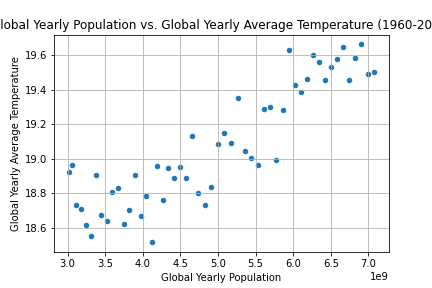 lobal Yearly Population vs. Global Yearly Average Temperature (1960-20
19.6
19.4
19.2
19.0
18.8
18.6
Global Yearly Average Temperature
3.0 3.5 4.0 4.5 5.0 5.5 6.0 6.5 7.0
1e9
Global Yearly Population